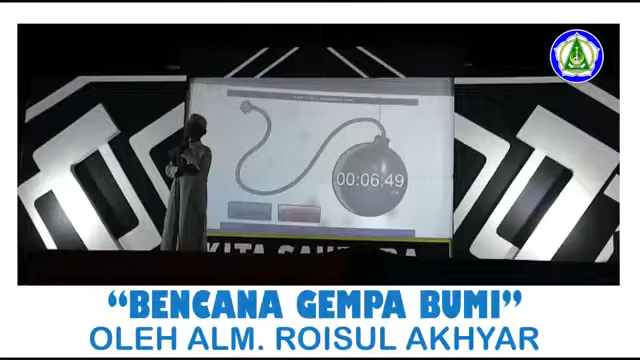 00:06:49
KITA SAUDARA
“BENCANA GEMPA BUMI”
OLEH ALM. ROISUL AKHYAR